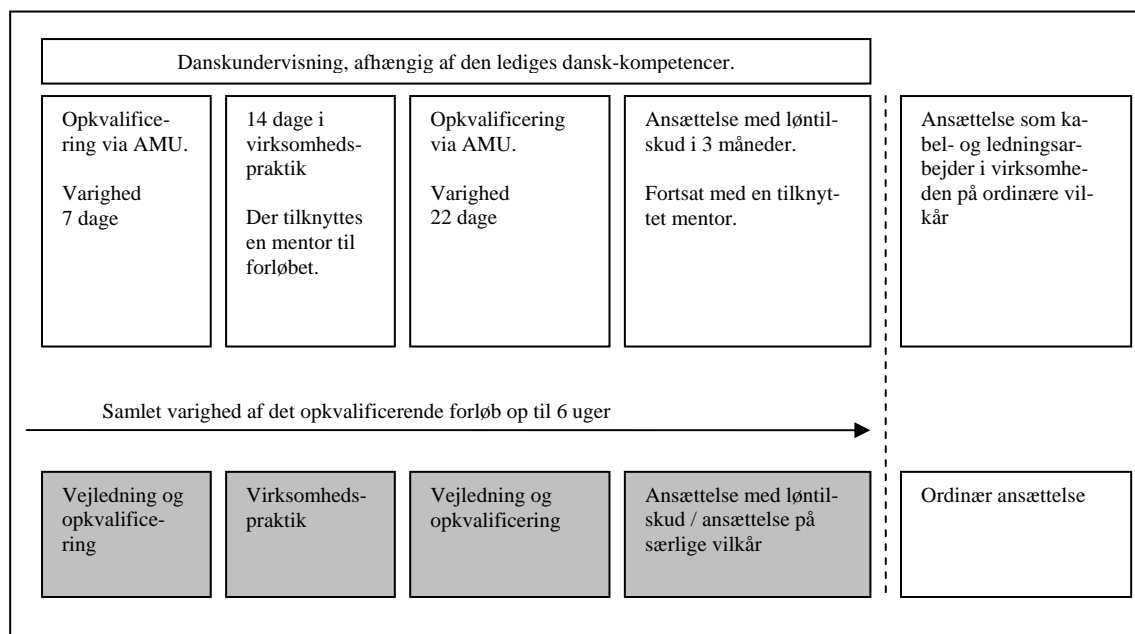 Danskundervisning, afhængig af den lediges dansk-kompetencer.
Opkvalifice-
ring via AMU.
Varighed
7 dage
14 dage i
virksomheds-
praktik
Der tilknyttes
en mentor til
forløbet.
Opkvalificering
via AMU.
Varighed
22 dage
Ansættelse med løntil-
skud i 3 måneder.
Fortsat med en tilknyt-
tet mentor.
Ansættelse som ka-
bel- og ledningsar-
bejder i virksomhe-
den på ordinære vil-
kår
Samlet varighed af det opkvalificerende forløb op til 6 uger
Vejledning og
opkvalifice-
ring
Virksomheds-
praktik
Vejledning og
opkvalificering
Ansættelse med løntil-
skud / ansættelse på
særlige vilkår
Ordinær ansættelse